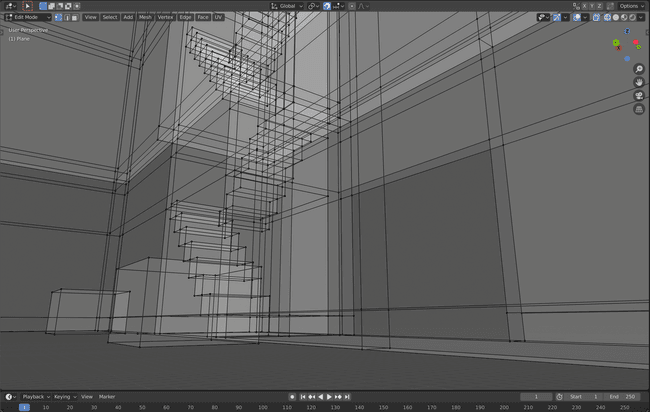 Edit Mode View Select Add Mesh Vertex Edge Face UV Global X Y Z Options
User Perspective
(1) Plane
Playback Keying View Marker 1 Start 1 End 250
1 10 20 30 40 50 60 70 80 90 100 110 120 130 140 150 160 170 180 190 200 210 220 230 240 250